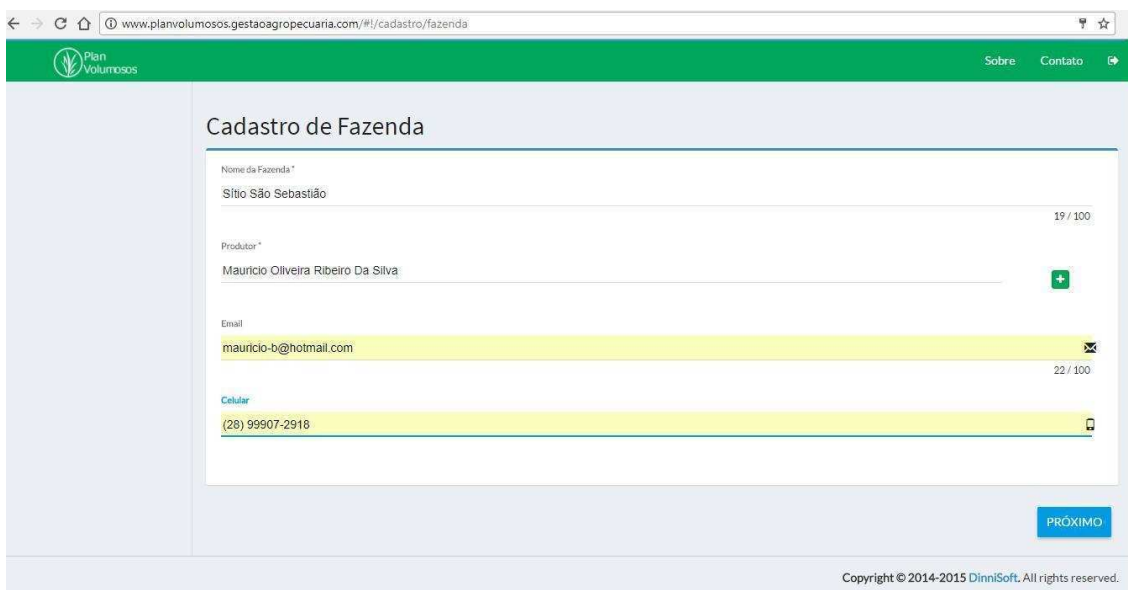 www.planvolumosos.gestaoagropecuaria.com/#!/cadastro/fazenda
Plan
Volumosos
Sobre Contato
Cadastro de Fazenda
Nome da Fazenda *
Sítio São Sebastião
19 / 100
Produtor *
Mauricio Oliveira Ribeiro Da Silva
+
Email
mauricio-b@hotmail.com
22 / 100
Celular
(28) 99907-2918
PRÓXIMO
Copyright © 2014-2015 DinniSoft. All rights reserved.